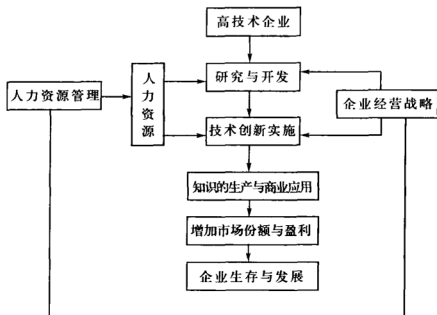 高技术企业
研究与开发
人力资源管理
人力资源
企业经营战略
技术创新实施
知识的生产与商业应用
增加市场份额与盈利
企业生存与发展